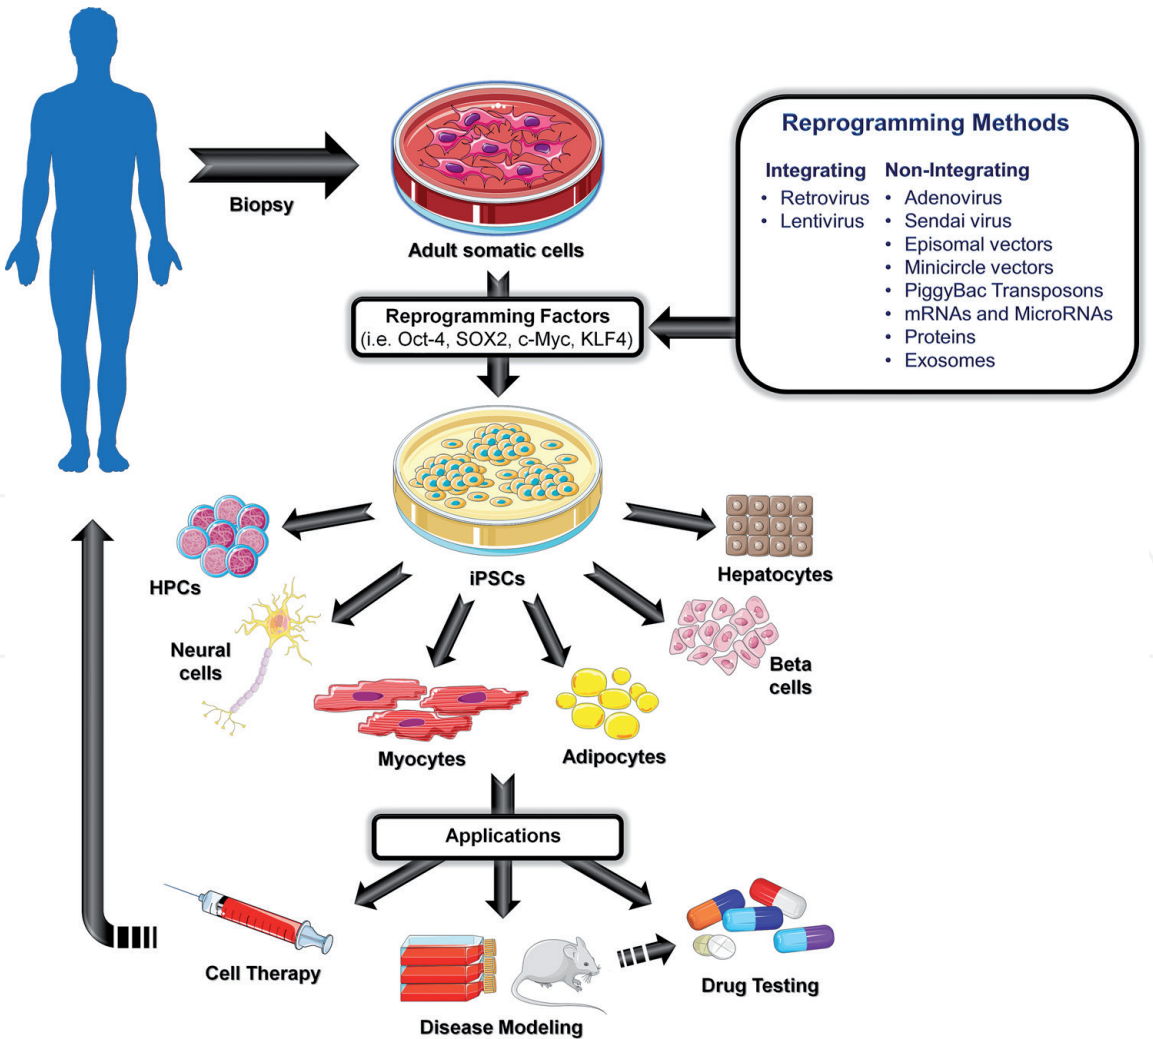 Reprogramming Methods
Integrating
• Retrovirus
• Lentivirus
Non-Integrating
• Adenovirus
• Sendai virus
• Episomal vectors
• Minicircle vectors
• PiggyBac Transposons
• mRNAs and MicroRNAs
• Proteins
• Exosomes
Biopsy
Adult somatic cells
Reprogramming Factors
(i.e. Oct-4, SOX2, c-Myc, KLF4)
iPSCs
HPCs
Neural
cells
Myocytes
Adipocytes
Beta
cells
Hepatocytes
Applications
Cell Therapy
Disease Modeling
Drug Testing